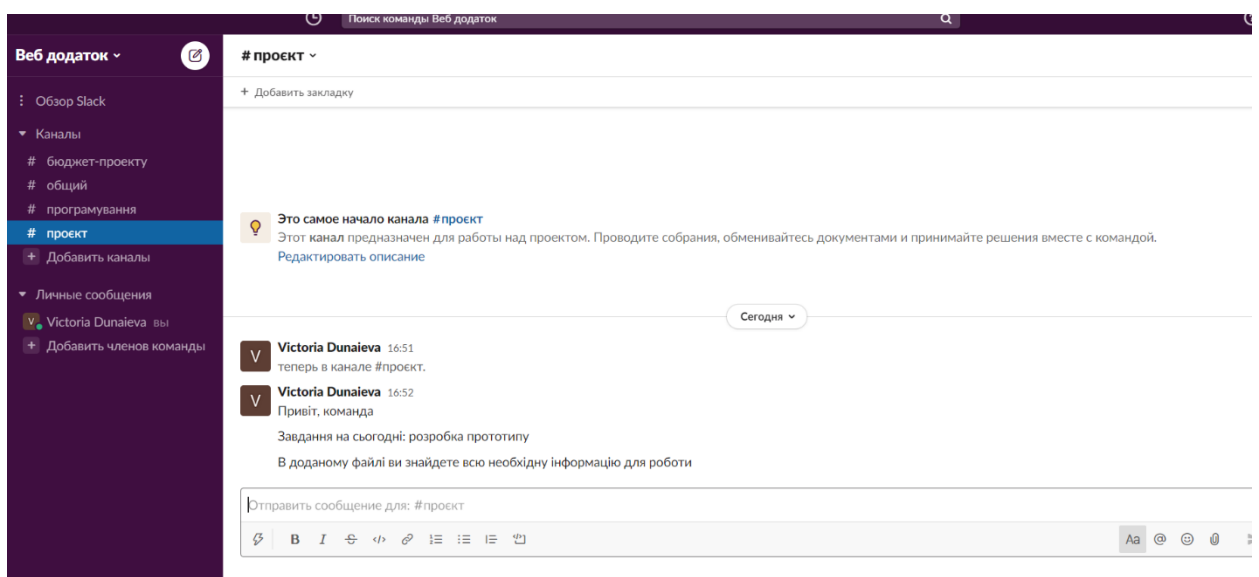 Поиск команды Веб додаток
Веб додаток
# проєкт
+ Добавить закладку
Обзор Slack
Каналы
# бюджет-проекту
# общий
# програмування
# проєкт
+ Добавить каналы
Личные сообщения
V Victoria Dunaieva вы
+ Добавить членов команды
Это самое начало канала #проєкт
Этот канал предназначен для работы над проектом. Проводите собрания, обменивайтесь документами и принимайте решения вместе с командой.
Редактировать описание
Сегодня
V Victoria Dunaieva 16:51
теперь в канале #проєкт.
V Victoria Dunaieva 16:52
Привіт, команда
Завдання на сьогодні: розробка прототипу
В доданому файлі ви знайдете всю необхідну інформацію для роботи
Отправить сообщение для: #проєкт
B I S </> Aa @